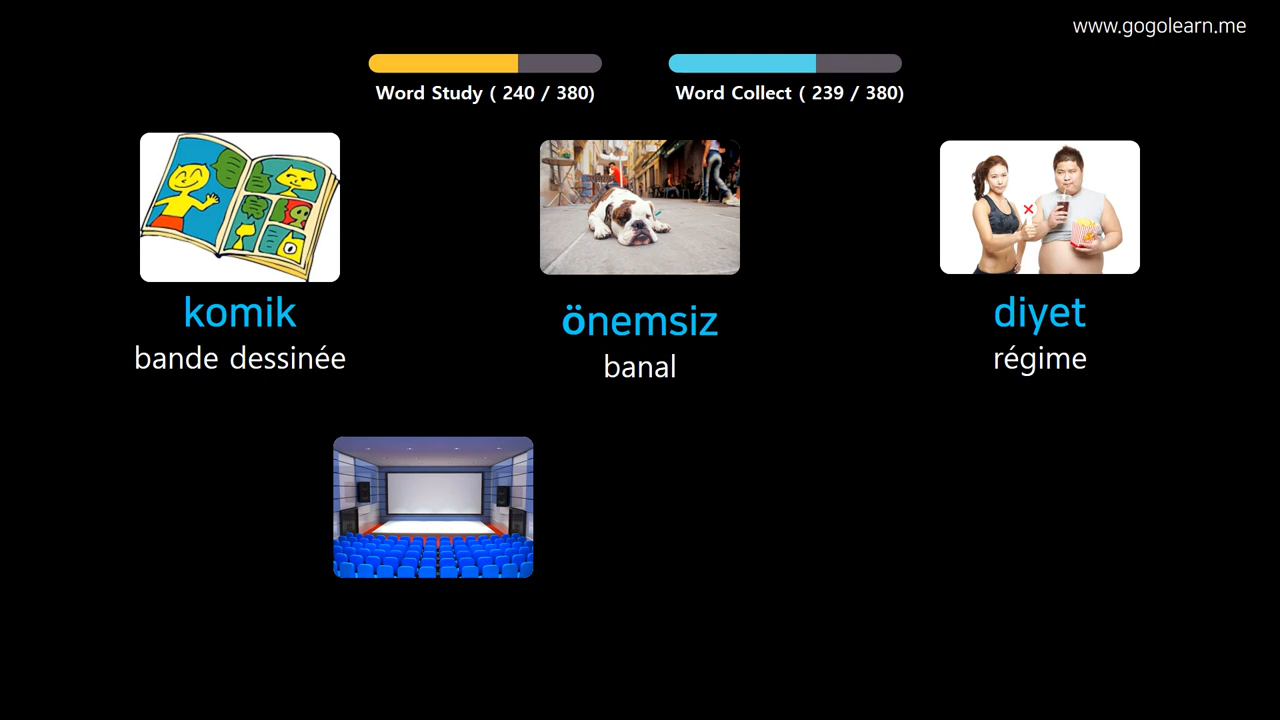 www.gogolearn.me
Word Study ( 240 / 380)
Word Collect ( 239 / 380)
komik
bande dessinée
önemsiz
banal
diyet
régime